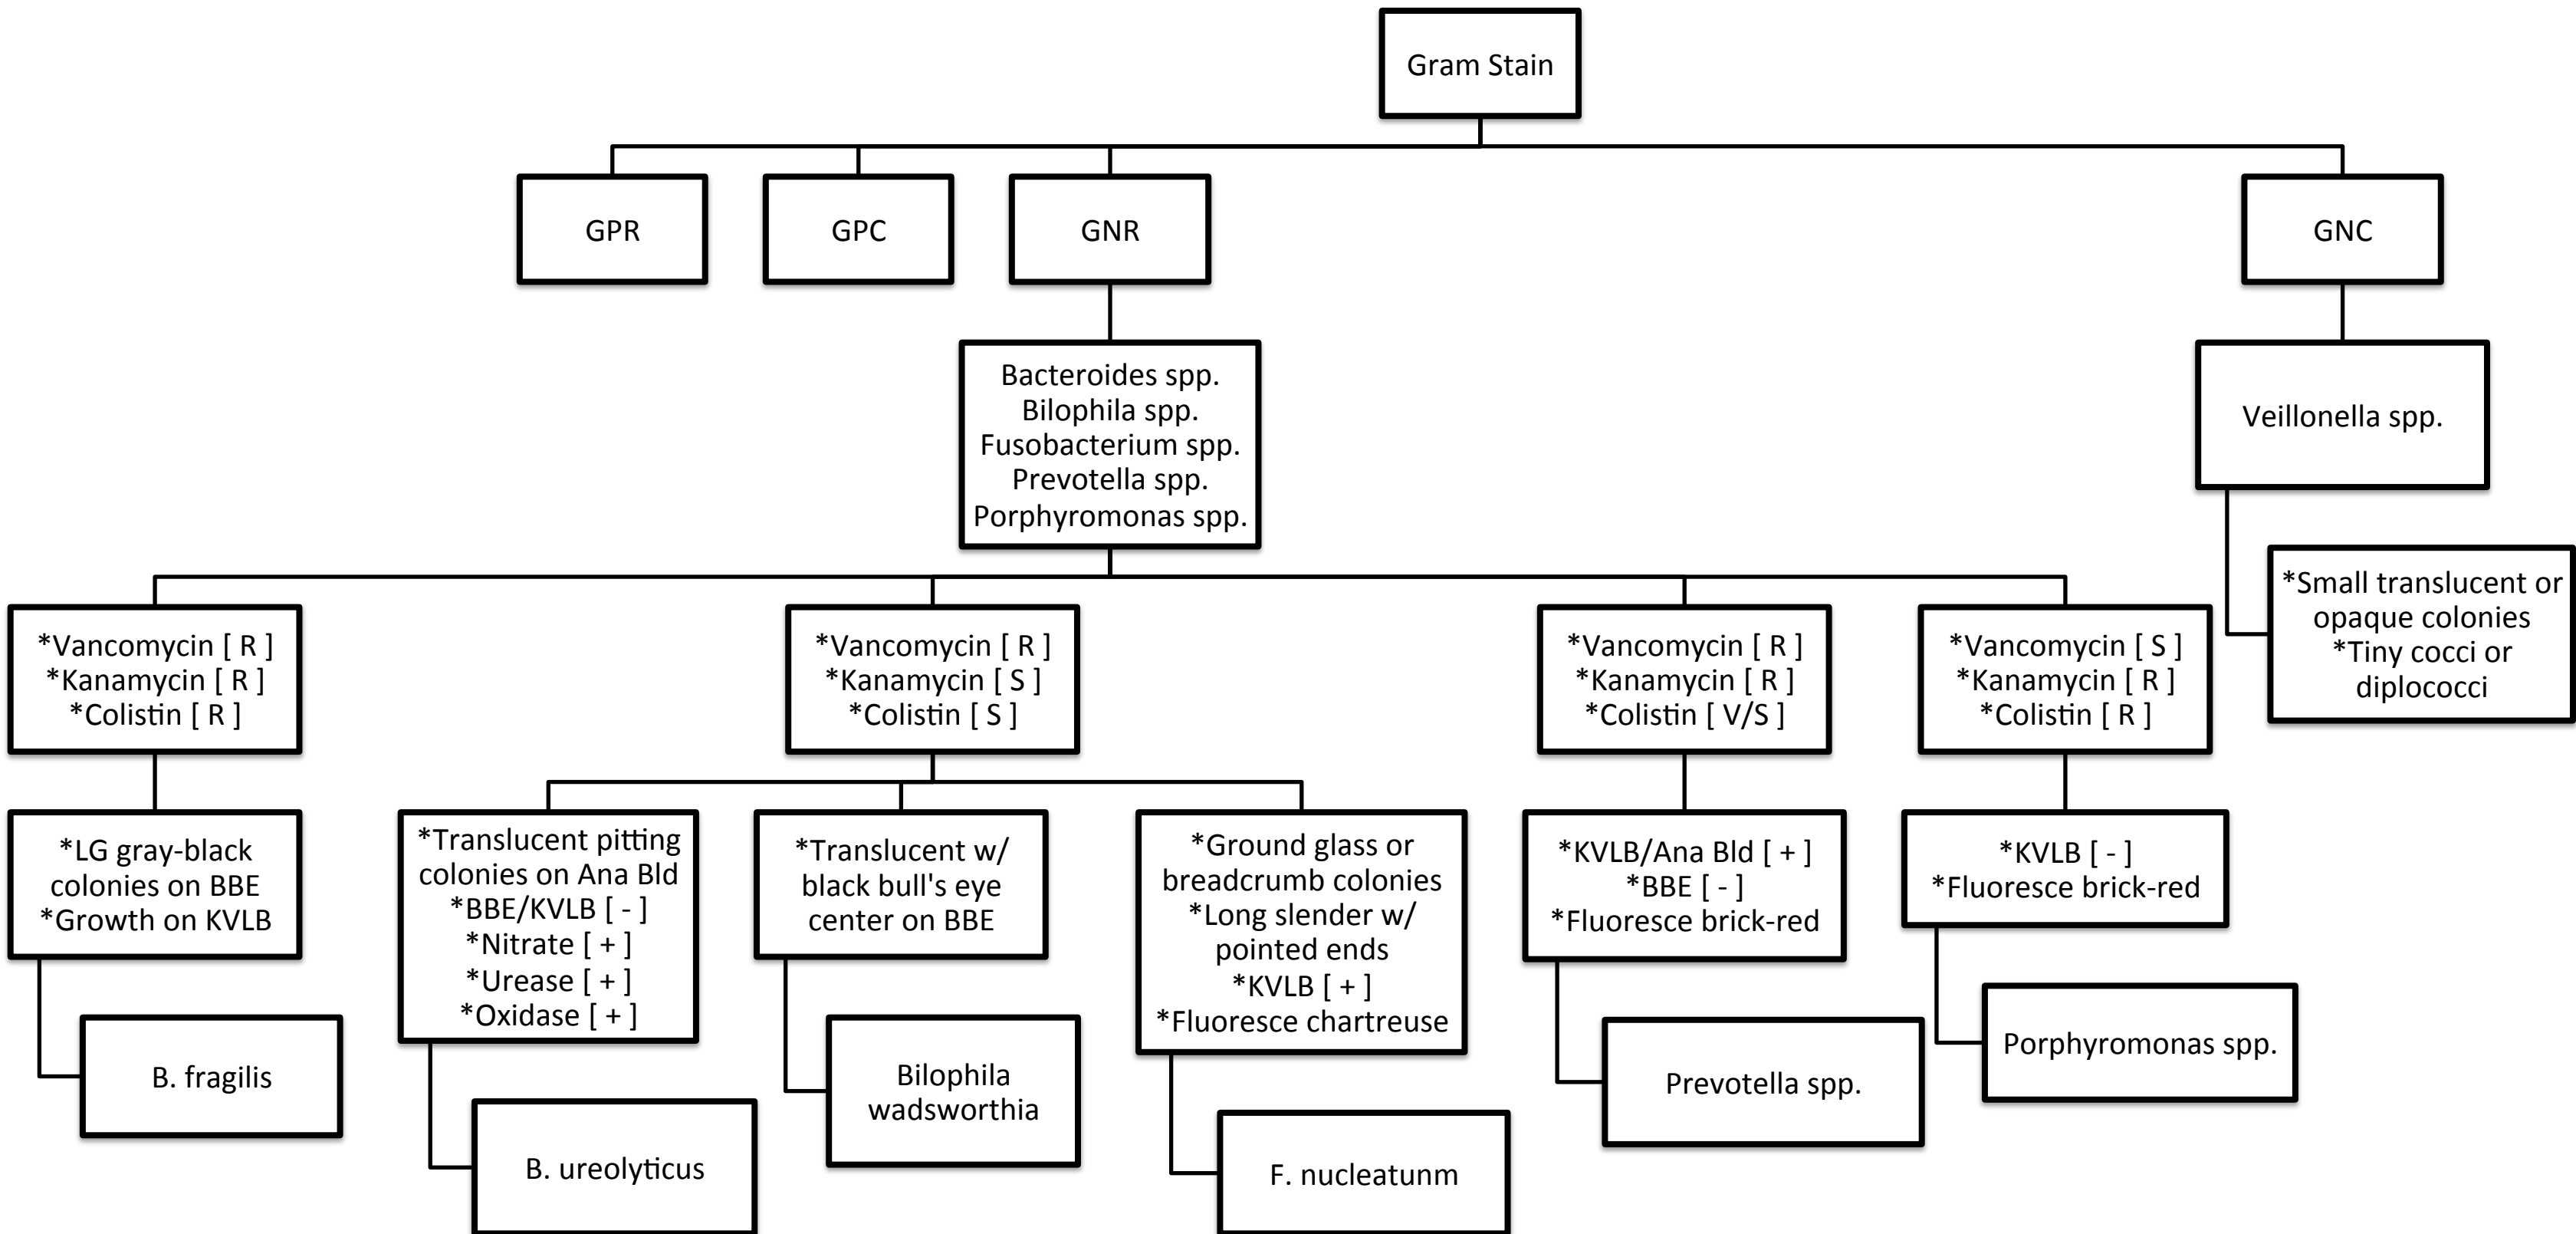 Gram Stain
GPR
GPC
GNR
GNC
Bacteroides spp.
Bilophila spp.
Fusobacterium spp.
Prevotella spp.
Porphyromonas spp.
Veillonella spp.
*Small translucent or
opaque colonies
*Tiny cocci or
diplococci
*Vancomycin [ R ]
*Kanamycin [ R ]
*Colistin [ R ]
*Vancomycin [ R ]
*Kanamycin [ S ]
*Colistin [ S ]
*Vancomycin [ R ]
*Kanamycin [ R ]
*Colistin [ V/S ]
*Vancomycin [ S ]
*Kanamycin [ R ]
*Colistin [ R ]
*LG gray-black
colonies on BBE
*Growth on KVLB
*Translucent pitting
colonies on Ana Bld
*BBE/KVLB [ - ]
*Nitrate [ + ]
*Urease [ + ]
*Oxidase [ + ]
*Translucent w/
black bull's eye
center on BBE
*Ground glass or
breadcrumb colonies
*Long slender w/
pointed ends
*KVLB [ + ]
*Fluoresce chartreuse
*KVLB/Ana Bld [ + ]
*BBE [ - ]
*Fluoresce brick-red
*KVLB [ - ]
*Fluoresce brick-red
B. fragilis
B. ureolyticus
Bilophila
wadsworthia
F. nucleatunm
Prevotella spp.
Porphyromonas spp.